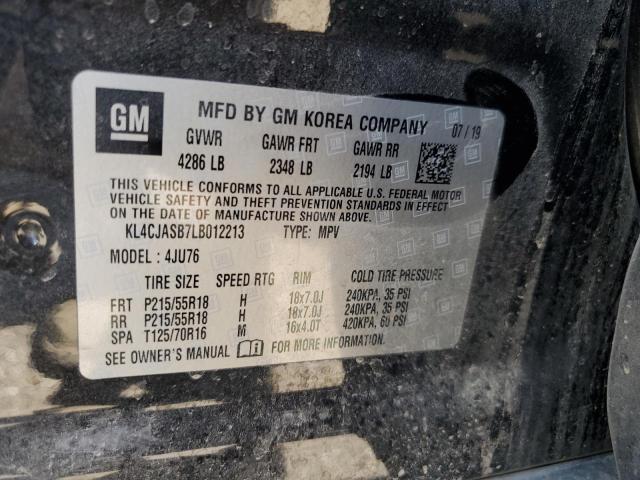 GM
MFD BY GM KOREA COMPANY 07/19
GVWR GAWR FRT GAWR RR
4286 LB 2348 LB 2194 LB
THIS VEHICLE CONFORMS TO ALL APPLICABLE U.S. FEDERAL MOTOR
VEHICLE SAFETY AND THEFT PREVENTION STANDARDS IN EFFECT
ON THE DATE OF MANUFACTURE SHOWN ABOVE.
KL4CJASB7LB012213 TYPE: MPV
MODEL: 4JU76
TIRE SIZE SPEED RTG RIM COLD TIRE PRESSURE
FRT P215/55R18 H 18x7.0J 240KPA, 35 PSI
RR P215/55R18 H 18x7.0J 240KPA, 35 PSI
SPA T125/70R16 M 16x4.0T 420KPA, 60 PSI
SEE OWNER'S MANUAL FOR MORE INFORMATION.